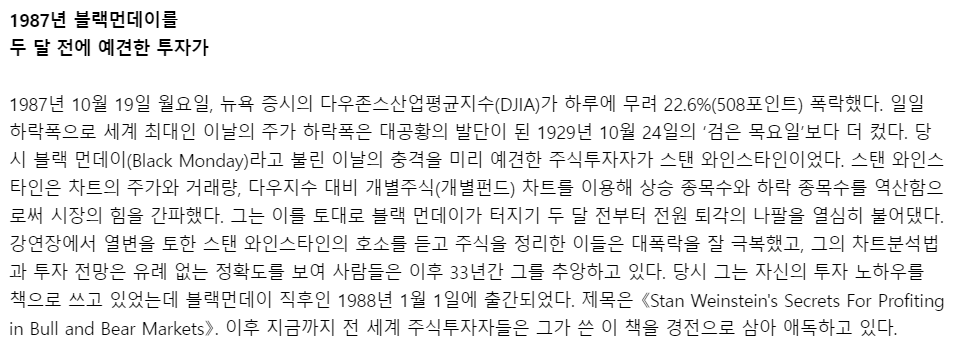 1987년 블랙먼데이를
두 달 전에 예견한 투자가
1987년 10월 19일 월요일, 뉴욕 증시의 다우존스산업평균지수(DJIA)가 하루에 무려 22.6%(508포인트) 폭락했다. 일일
하락폭으로 세계 최대인 이날의 주가 하락폭은 대공황의 발단이 된 1929년 10월 24일의 ‘검은 목요일’보다 더 컸다. 당
시 블랙 먼데이(Black Monday)라고 불린 이날의 충격을 미리 예견한 주식투자자가 스탠 와인스타인이었다. 스탠 와인스
타인은 차트의 주가와 거래량, 다우지수 대비 개별주식(개별펀드) 차트를 이용해 상승 종목수와 하락 종목수를 역산함으
로써 시장의 힘을 간파했다. 그는 이를 토대로 블랙 먼데이가 터지기 두 달 전부터 전원 퇴각의 나팔을 열심히 불어댔다.
강연장에서 열변을 토한 스탠 와인스타인의 호소를 듣고 주식을 정리한 이들은 대폭락을 잘 극복했고, 그의 차트분석법
과 투자 전망은 유례 없는 정확도를 보여 사람들은 이후 33년간 그를 추앙하고 있다. 당시 그는 자신의 투자 노하우를
책으로 쓰고 있었는데 블랙먼데이 직후인 1988년 1월 1일에 출간되었다. 제목은 《Stan Weinstein's Secrets For Profiting
in Bull and Bear Markets》. 이후 지금까지 전 세계 주식투자자들은 그가 쓴 이 책을 경전으로 삼아 애독하고 있다.